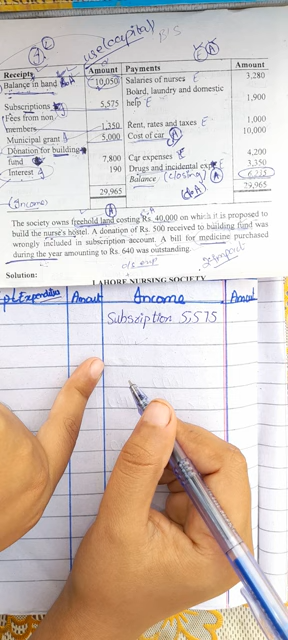 use(capital) B/S
E A
Receipts Amount Payments Amount
Balance in hand 10,050 Salaries of nurses E 3,280
Board, laundry and domestic
Subscriptions 5,575 help E 1,900
Fees from non
members 1,350 Rent, rates and taxes E 1,000
Municipal grant 5,000 Cost of car A 10,000
Donation for building
fund 7,800 Car expenses E 4,200
Interest 190 Drugs and incidental exp E 3,350
Balance (closing) A 6,235
29,965 29,965
(Income)
The society owns freehold land costing Rs. 40,000 on which it is proposed to
build the nurse's hostel. A donation of Rs. 500 received to building fund was
wrongly included in subscription account. A bill for medicine purchased
during the year amounting to Rs. 640 was outstanding.
o/s exp
Solution:
LAHORE NURSING SOCIETY
Expenditure Amount Income Amount
Subscription 5,575